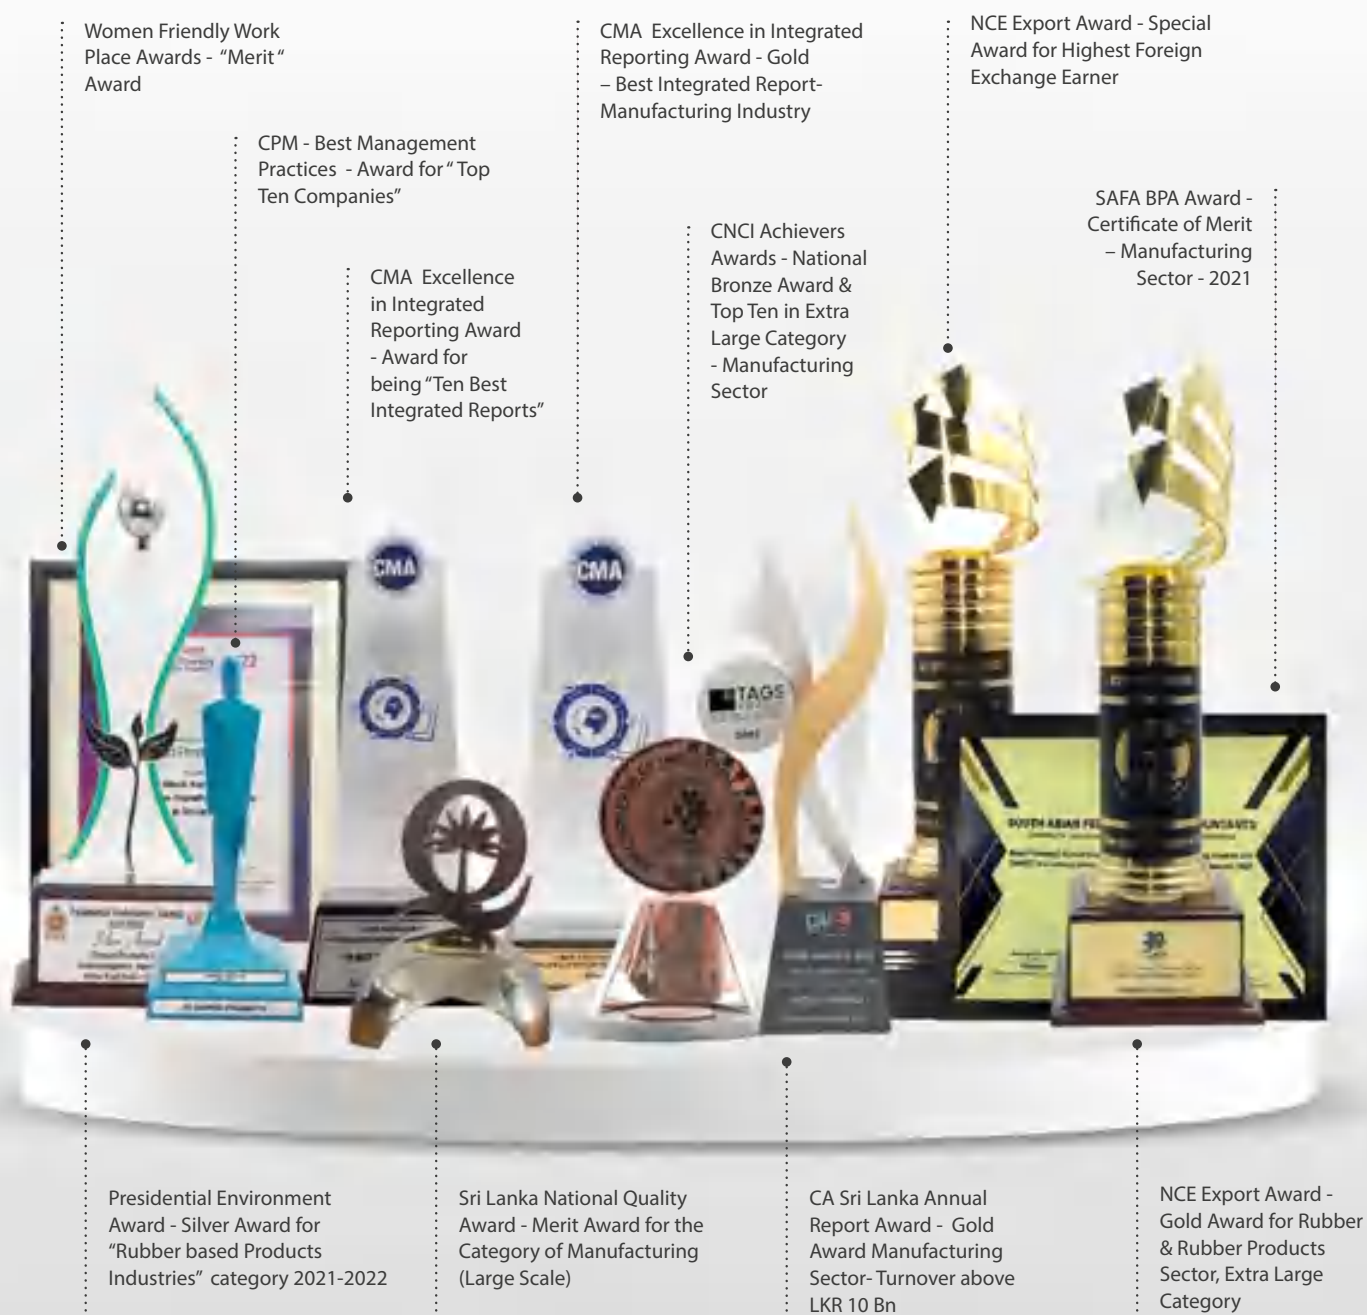 Women Friendly Work
Place Awards - “Merit“
Award
CPM - Best Management
Practices - Award for “ Top
Ten Companies”
CMA Excellence
in Integrated
Reporting Award
- Award for
being “Ten Best
Integrated Reports”
CMA Excellence in Integrated
Reporting Award - Gold
– Best Integrated Report-
Manufacturing Industry
CNCI Achievers
Awards - National
Bronze Award &
Top Ten in Extra
Large Category
- Manufacturing
Sector
NCE Export Award - Special
Award for Highest Foreign
Exchange Earner
SAFA BPA Award -
Certificate of Merit
– Manufacturing
Sector - 2021
CMA
CMA
TAGS
Presidential Environment
Award - Silver Award for
“Rubber based Products
Industries” category 2021-2022
Sri Lanka National Quality
Award - Merit Award for the
Category of Manufacturing
(Large Scale)
CA Sri Lanka Annual
Report Award - Gold
Award Manufacturing
Sector- Turnover above
LKR 10 Bn
NCE Export Award -
Gold Award for Rubber
& Rubber Products
Sector, Extra Large
Category